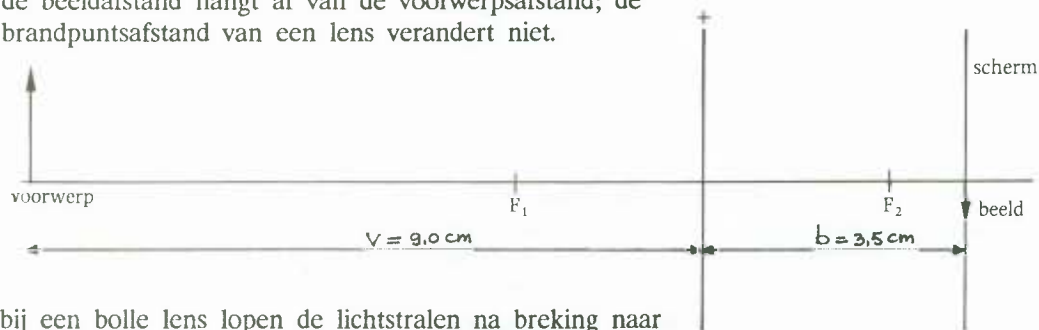 de beeldafstand hangt af van de voorwerpsafstand; de
brandpuntsafstand van een lens verandert niet.
+
scherm
voorwerp
F₁
F₂
beeld
V = 9,0 cm
b = 3,5 cm
bij een bolle lens lopen de lichtstralen na breking naar